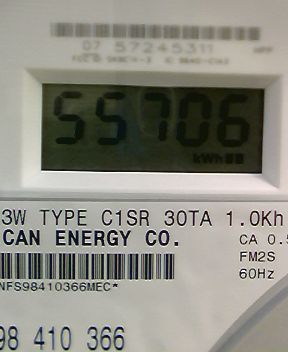 07 57245311
55706
kWh
3W TYPE C1SR 30TA 1.0Kh
CAN ENERGY CO.
CA 0.5
FM2S
60Hz
NFS98410366MEC*
98 410 366